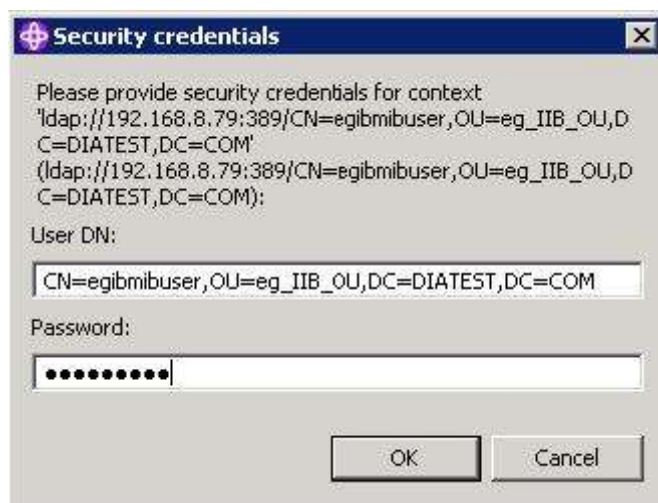 Security credentials
Please provide security credentials for context
'ldap://192.168.8.79:389/CN=egibmibuser,OU=eg_IIB_OU,D
C=DIATEST,DC=COM'
(ldap://192.168.8.79:389/CN=egibmibuser,OU=eg_IIB_OU,D
C=DIATEST,DC=COM):
User DN:
CN=egibmibuser,OU=eg_IIB_OU,DC=DIATEST,DC=COM
Password:
●●●●●●●●●
OK Cancel